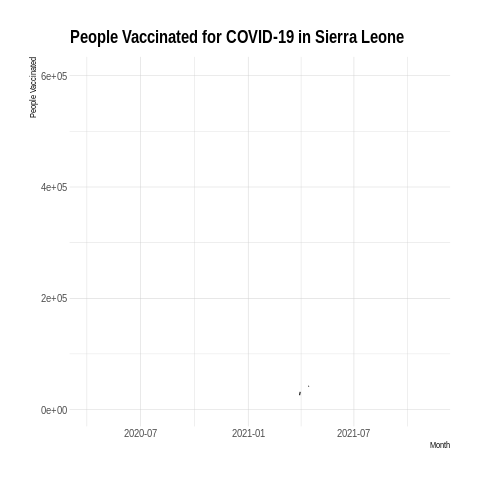 People Vaccinated for COVID-19 in Sierra Leone
People Vaccinated
6e+05
4e+05
2e+05
0e+00
2020-07
2021-01
2021-07
Month